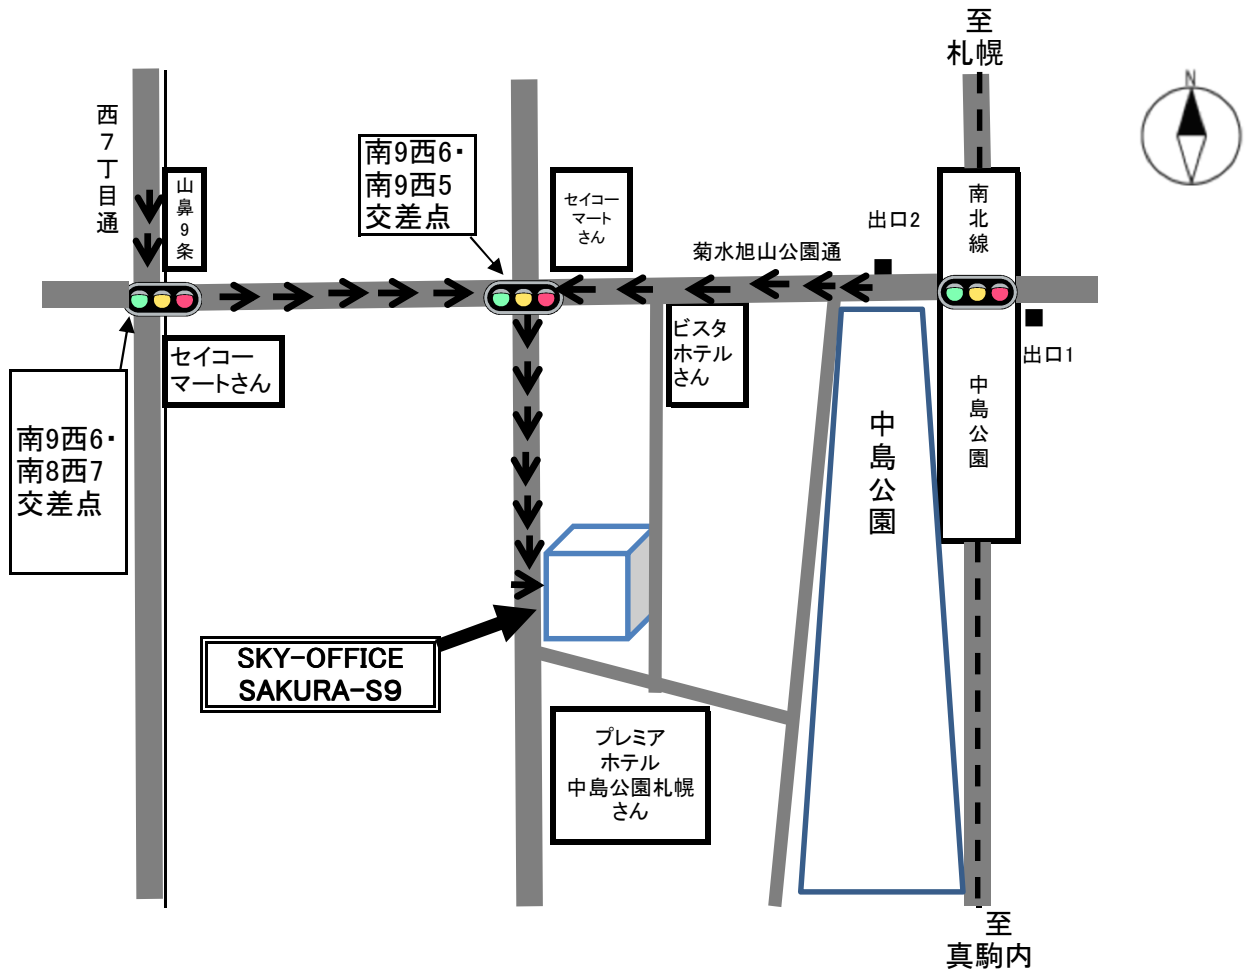 至
札幌
N
西7丁目通
山鼻9条
南9西6・
南9西5
交差点
セイコー
マート
さん
菊水旭山公園通
出口2
南北線
出口1
中島公園
ビスタ
ホテル
さん
セイコー
マートさん
南9西6・
南8西7
交差点
中島公園
SKY-OFFICE
SAKURA-S9
プレミア
ホテル
中島公園札幌
さん
至
真駒内